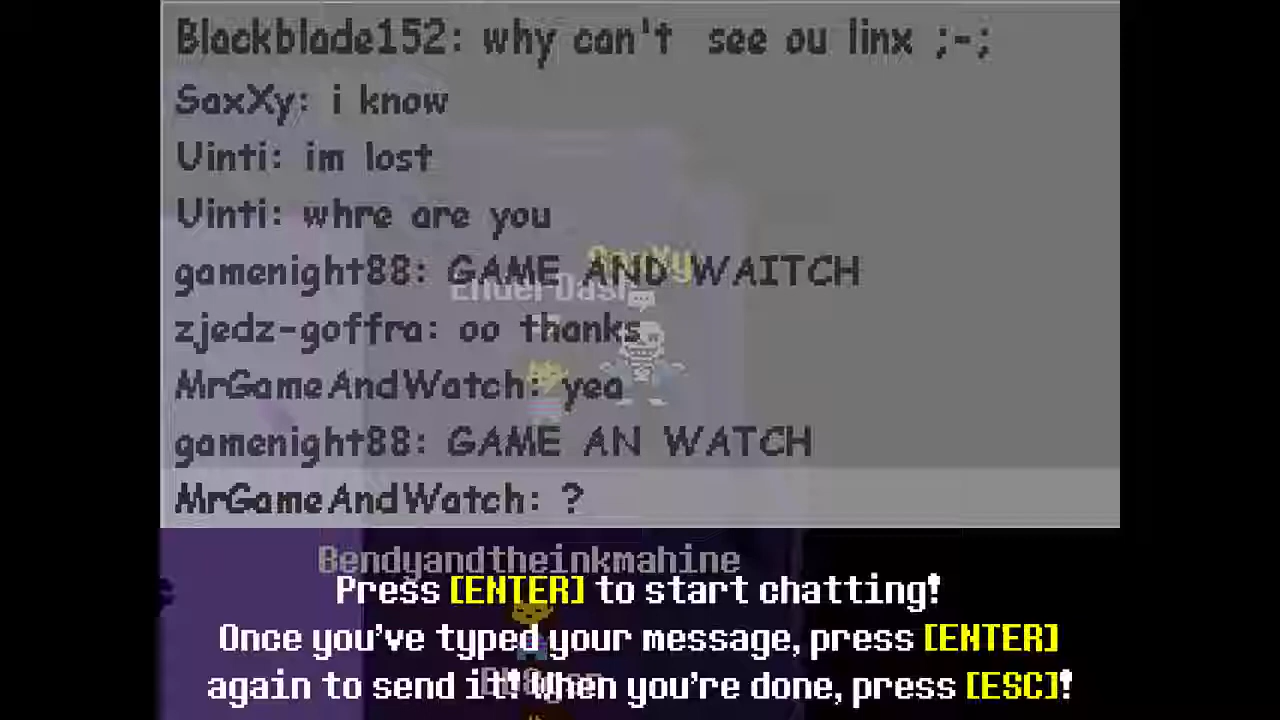 Blackblade152: why can't see ou linx ;-;
SaxXy: i know
Vinti: im lost
Vinti: whre are you
SaxXy
gamenight88: GAME AND WAITCH
EnderDash
zjedz-goffra: oo thanks
MrGameAndWatch: yea
gamenight88: GAME AN WATCH
MrGameAndWatch: ?
Bendyandtheinkmahine
Press [ENTER] to start chatting!
Once you've typed your message, press [ENTER]
again to send it! When you're done, press [ESC]!